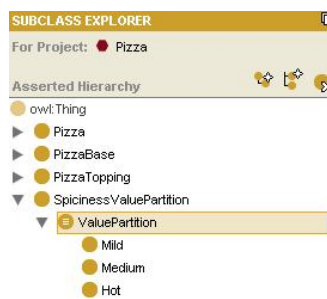 SUBCLASS EXPLORER
For Project: Pizza
Asserted Hierarchy
owl:Thing
Pizza
PizzaBase
PizzaTopping
SpicinessValuePartition
ValuePartition
Mild
Medium
Hot